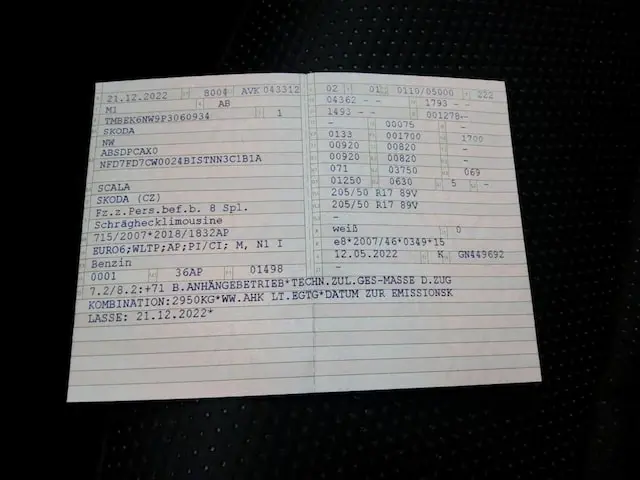 21.12.2022 8004 AVK 043312
M1 AB
TMBEK6NW9P3060934 1
SKODA
NW
ABSDPCAX0
NFD7FD7CW0024BISTNN3C1B1A
SCALA
SKODA (CZ)
Fz.z.Pers.bef.b. 8 Spl.
Schräghecklimousine
715/2007*2018/1832AP
EURO6;WLTP;AP;PI/CI; M, N1 I
Benzin
0001 36AP 01498
7.2/8.2:+71 B.ANHÄNGEBETRIEB*TECHN.ZUL.GES-MASSE D.ZUG
KOMBINATION:2950KG*WW.AHK LT.EGTG*DATUM ZUR EMISSIONSK
LASSE: 21.12.2022*
02 01 0110/05000 222
04362 - - 1793 - -
1493 - - 001278--
- 00075 -
0133 001700 1700
00920 00820 -
00920 00820 -
071 03750 069
01250 0630 5 -
205/50 R17 89V
205/50 R17 89V
-
weiß 0
e8*2007/46*0349*15
12.05.2022 K GN449692
-